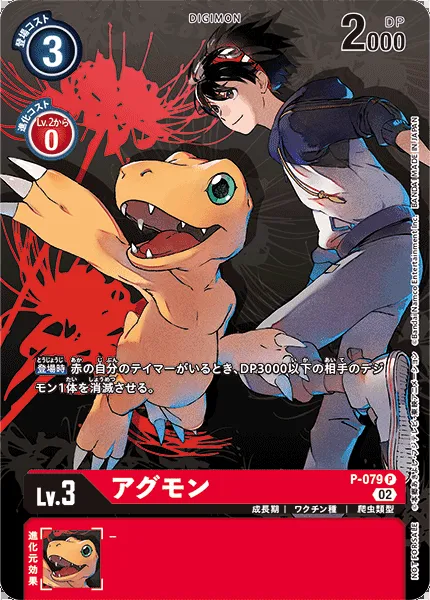 登場コスト
3
DIGIMON
DP
2000
進化コスト
Lv.2から
0
登場時 赤の自分のテイマーがいるとき、DP3000以下の相手のデジ
モン1体を消滅させる。
P-079 P
02
Lv.3
アグモン
成長期 | ワクチン種 | 爬虫類型
進化元効果
-
©本郷あきよし・フジテレビ・東映アニメーション
©Bandai Namco Entertainment Inc.
BANDAI | MADE IN JAPAN
NOT FOR SALE